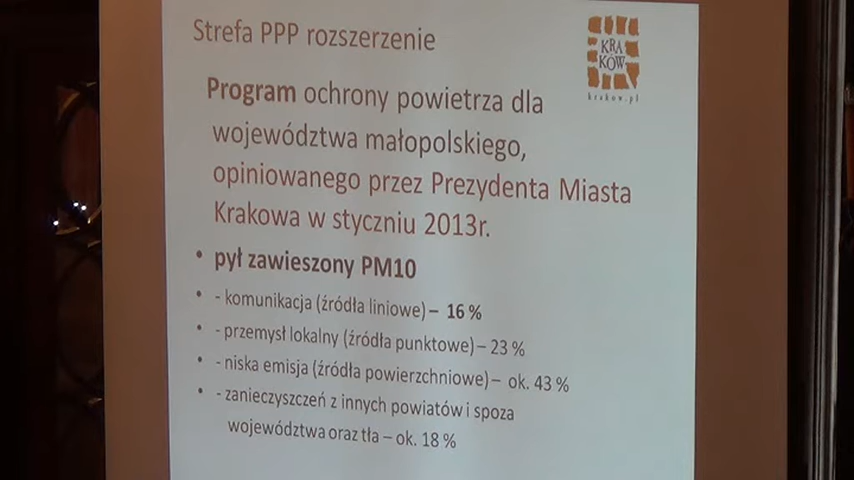 Strefa PPP rozszerzenie
KRA
KÓW
krakow.pl
Program ochrony powietrza dla
województwa małopolskiego,
opiniowanego przez Prezydenta Miasta
Krakowa w styczniu 2013r.
• pył zawieszony PM10
• - komunikacja (źródła liniowe) – 16 %
• - przemysł lokalny (źródła punktowe) – 23 %
• - niska emisja (źródła powierzchniowe) – ok. 43 %
• - zanieczyszczeń z innych powiatów i spoza
województwa oraz tła – ok. 18 %